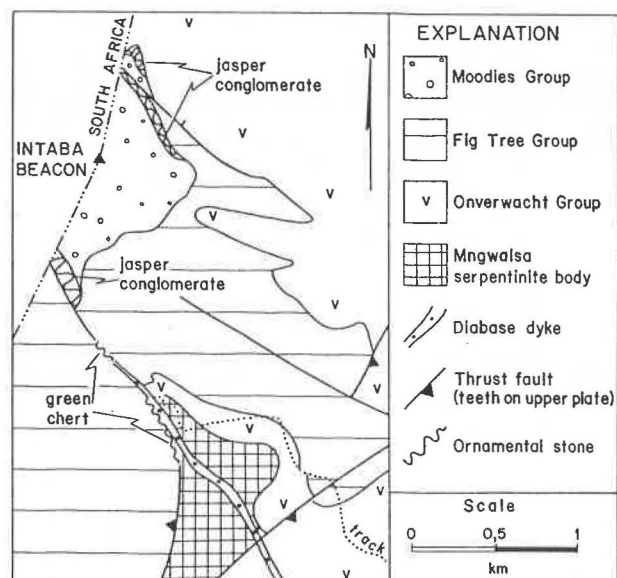 SOUTH AFRICA
jasper
conglomerate
N
INTABA
BEACON
v
v
v
v
v
v
v
jasper
conglomerate
v
v
green
chert
v
v
v
v
v
v
track
EXPLANATION
Moodies Group
Fig Tree Group
v
Onverwacht Group
Mngwalsa
serpentinite body
Diabase dyke
Thrust fault
(teeth on upper plate)
Ornamental stone
Scale
0 0,5 1
km